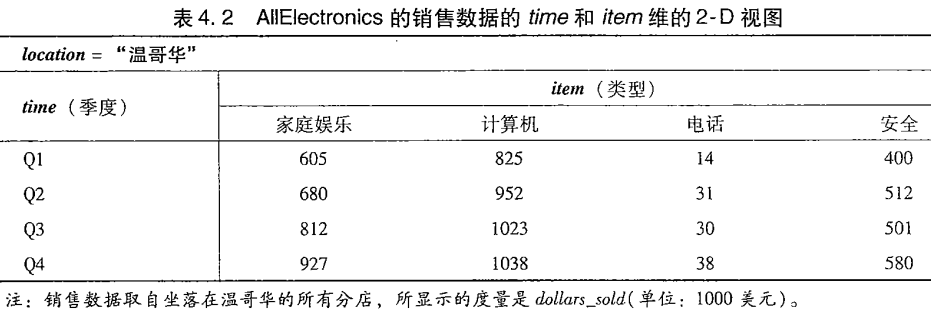 表4.2 AllElectronics 的销售数据的 time 和 item 维的 2-D 视图
location = “温哥华”
item（类型）
time（季度）
家庭娱乐 计算机 电话 安全
Q1 605 825 14 400
Q2 680 952 31 512
Q3 812 1023 30 501
Q4 927 1038 38 580
注：销售数据取自坐落在温哥华的所有分店，所显示的度量是 dollars_sold(单位：1000 美元)。